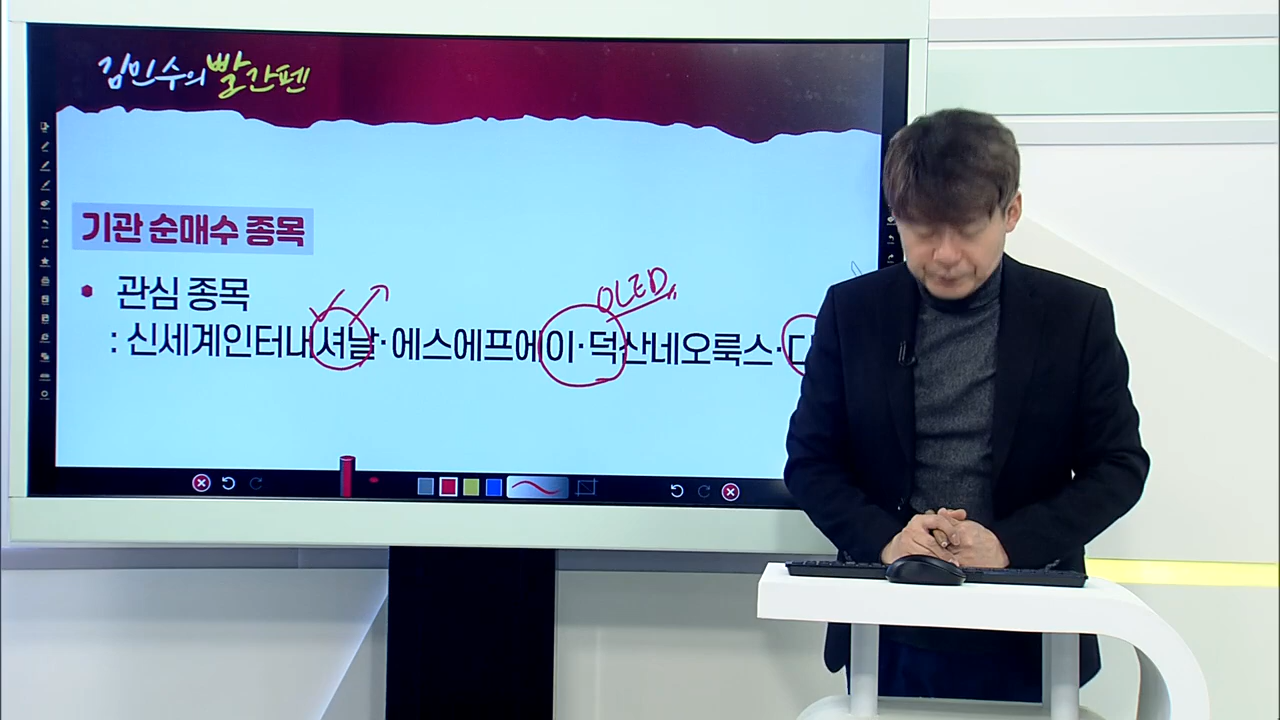 김민수의 빨간펜
기관 순매수 종목
관심 종목
OLED
: 신세계인터내셔날·에스에프에이·덕산네오룩스·디